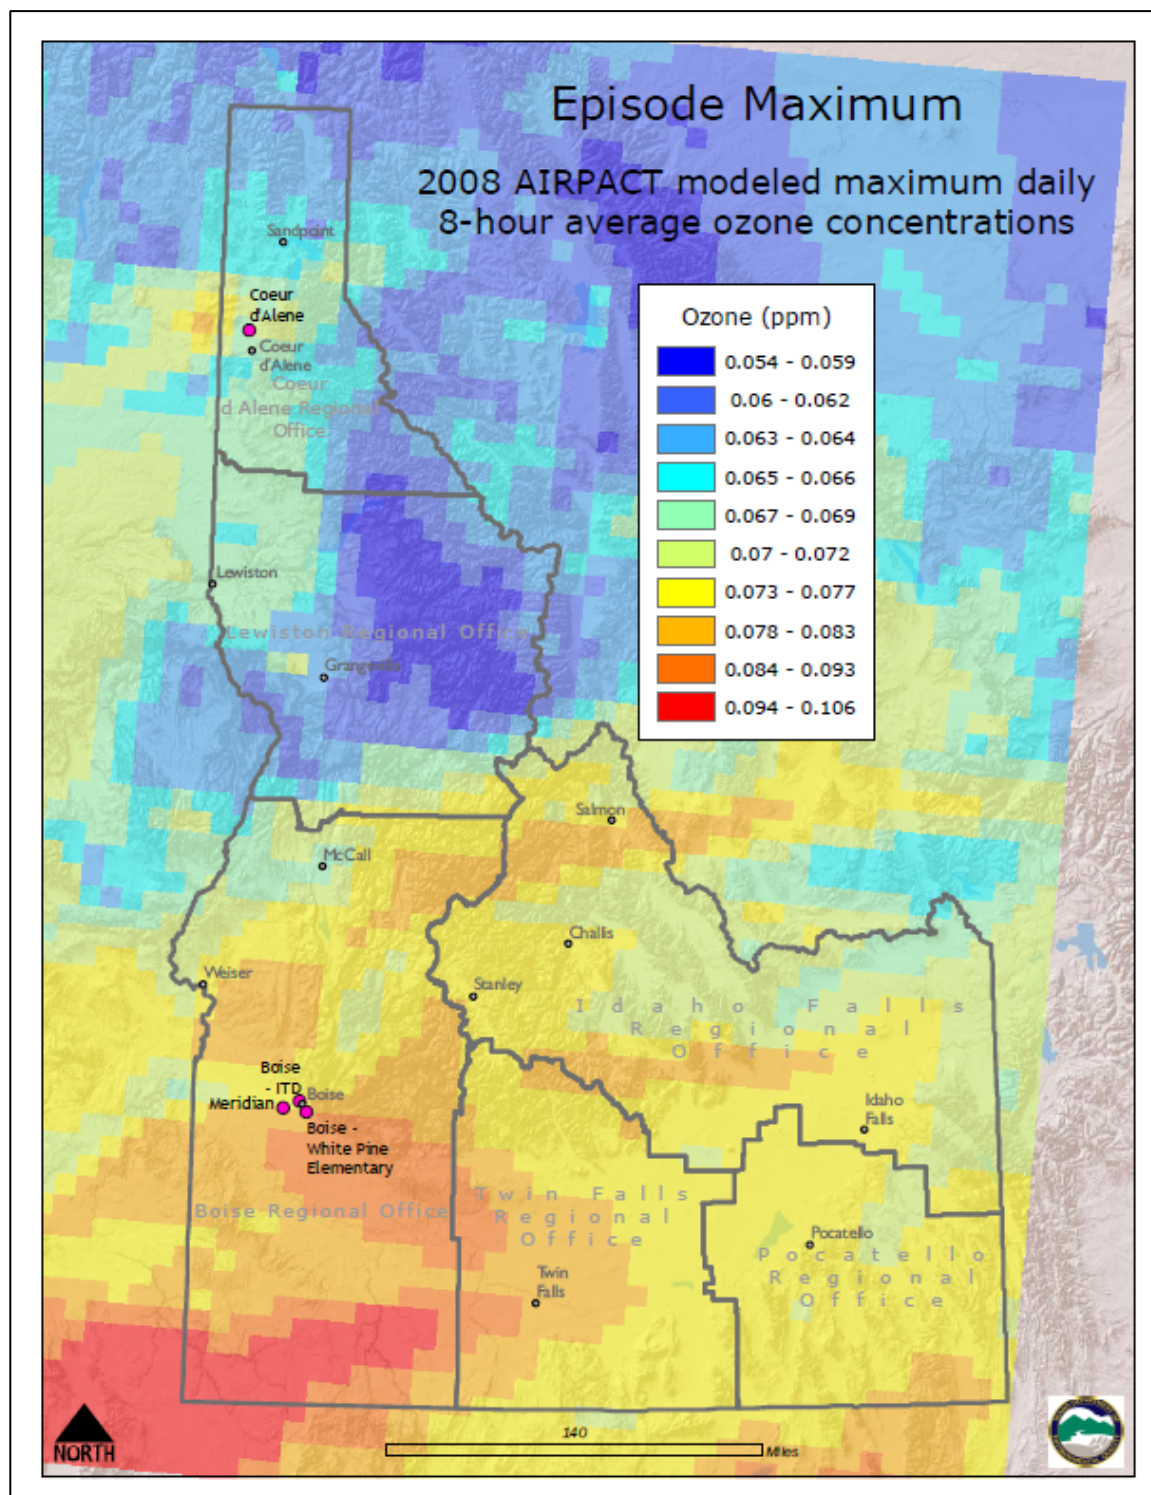 Episode Maximum
2008 AIRPACT modeled maximum daily
8-hour average ozone concentrations
Ozone (ppm)
0.054 - 0.059
0.06 - 0.062
0.063 - 0.064
0.065 - 0.066
0.067 - 0.069
0.07 - 0.072
0.073 - 0.077
0.078 - 0.083
0.084 - 0.093
0.094 - 0.106
Sandpoint
Coeur
d'Alene
Coeur
d'Alene
Coeur
d Alene Regional
Office
Lewiston
Lewiston Regional Office
Grangeville
Salmon
McCall
Challis
Weiser
Stanley
Idaho Falls
Regional
Office
Boise
- ITD
Boise
Meridian
Boise -
White Pine
Elementary
Idaho
Falls
Boise Regional Office
Twin Falls
Regional
Office
Pocatello
Pocatello
Regional
Office
Twin
Falls
NORTH
140
Miles